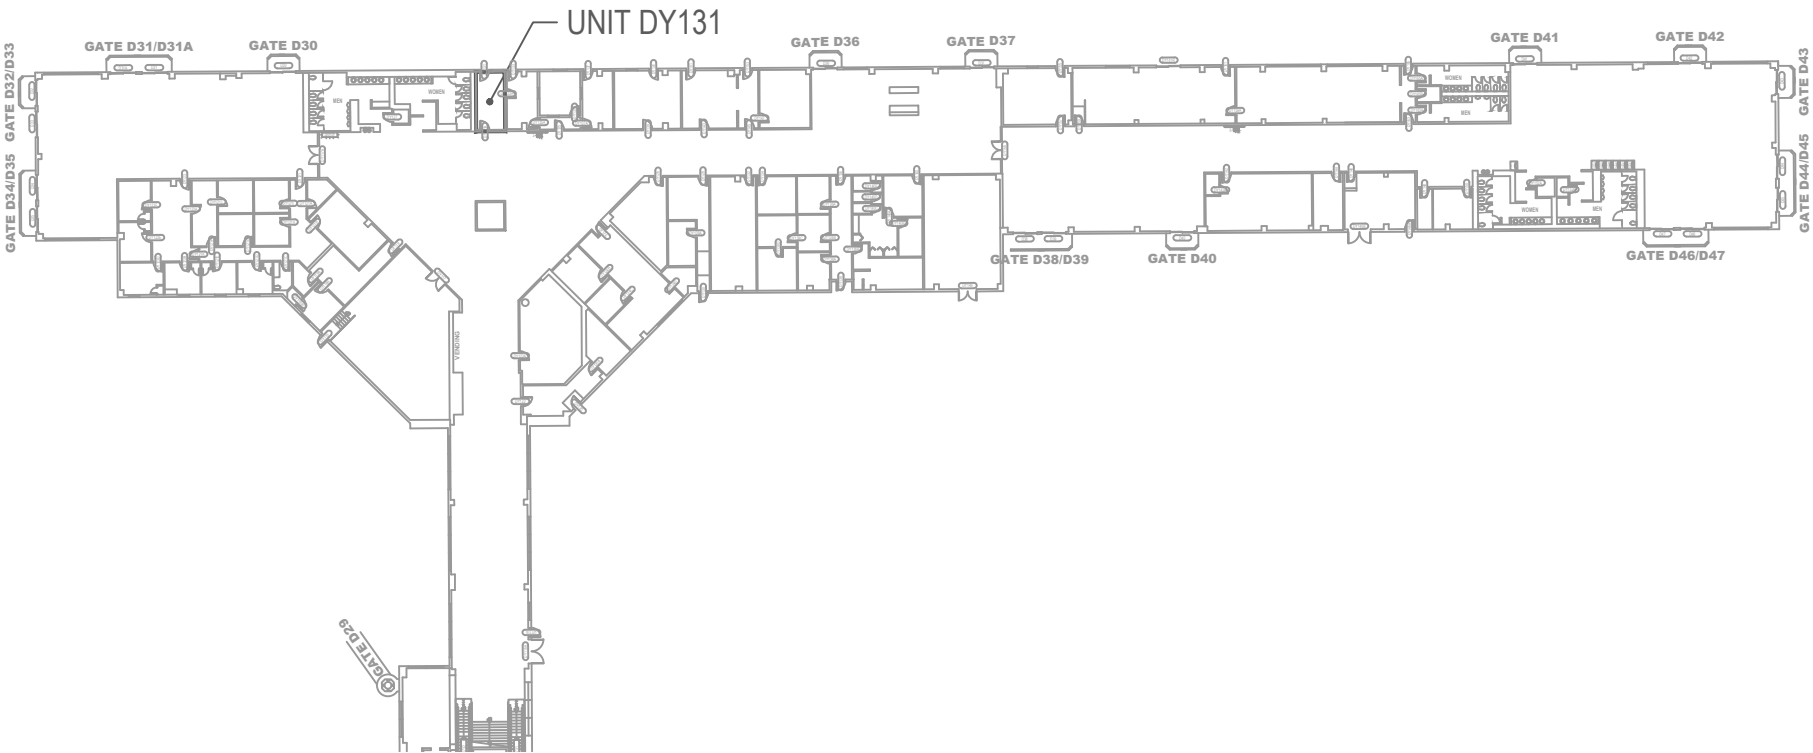 UNIT DY131
GATE D31/D31A
GATE D30
GATE D36
GATE D37
GATE D41
GATE D42
GATE D32/D33
GATE D43
WOMEN
MEN
WOMEN
MEN
GATE D34/D35
GATE D44/D45
WOMEN
MEN
GATE D38/D39
GATE D40
GATE D46/D47
VENDING
GATE D29